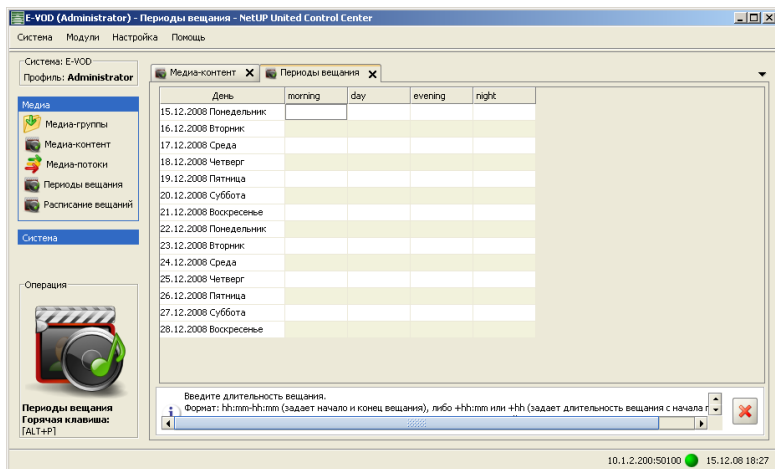 E-VOD (Administrator) - Периоды вещания - NetUP United Control Center
Система Модули Настройка Помощь
Система: E-VOD
Профиль: Administrator
Медиа
Медиа-группы
Медиа-контент
Медиа-потоки
Периоды вещания
Расписание вещаний
Система
Операция
Периоды вещания
Горячая клавиша:
[ALT+P]
Медиа-контент Периоды вещания
День morning day evening night
15.12.2008 Понедельник
16.12.2008 Вторник
17.12.2008 Среда
18.12.2008 Четверг
19.12.2008 Пятница
20.12.2008 Суббота
21.12.2008 Воскресенье
22.12.2008 Понедельник
23.12.2008 Вторник
24.12.2008 Среда
25.12.2008 Четверг
26.12.2008 Пятница
27.12.2008 Суббота
28.12.2008 Воскресенье
Введите длительность вещания.
Формат: hh:mm-hh:mm (задает начало и конец вещания), либо +hh:mm или +hh (задает длительность вещания с начала
10.1.2.200:50100 15.12.08 18:27